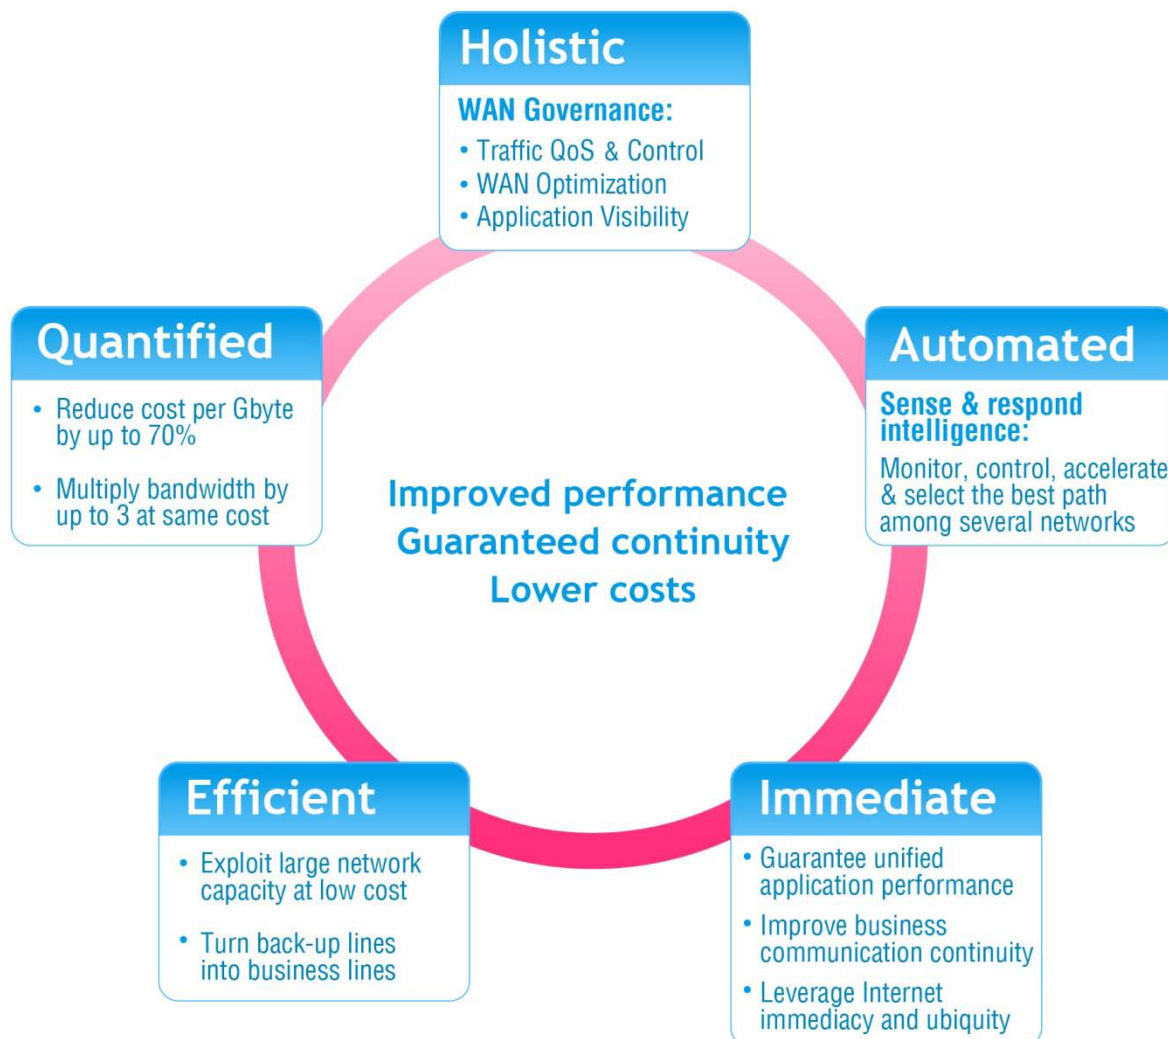 Holistic
WAN Governance:
• Traffic QoS & Control
• WAN Optimization
• Application Visibility
Automated
Sense & respond
intelligence:
Monitor, control, accelerate
& select the best path
among several networks
Immediate
• Guarantee unified
application performance
• Improve business
communication continuity
• Leverage Internet
immediacy and ubiquity
Efficient
• Exploit large network
capacity at low cost
• Turn back-up lines
into business lines
Quantified
• Reduce cost per Gbyte
by up to 70%
• Multiply bandwidth by
up to 3 at same cost
Improved performance
Guaranteed continuity
Lower costs